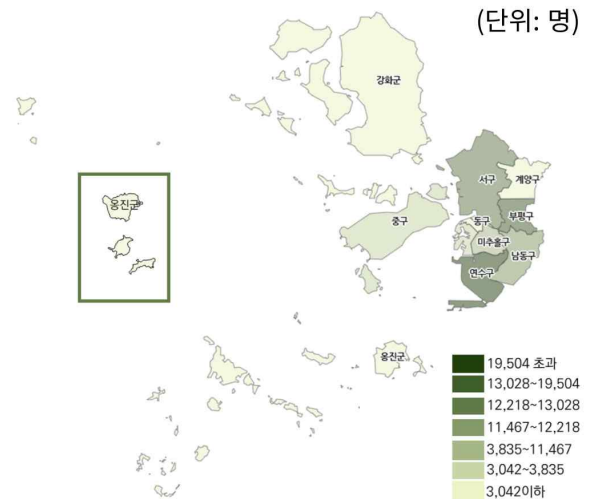 (단위: 명)
강화군
서구
계양구
옹진군
중구
동구
부평구
미추홀구
남동구
연수구
옹진군
19,504 초과
13,028~19,504
12,218~13,028
11,467~12,218
3,835~11,467
3,042~3,835
3,042이하